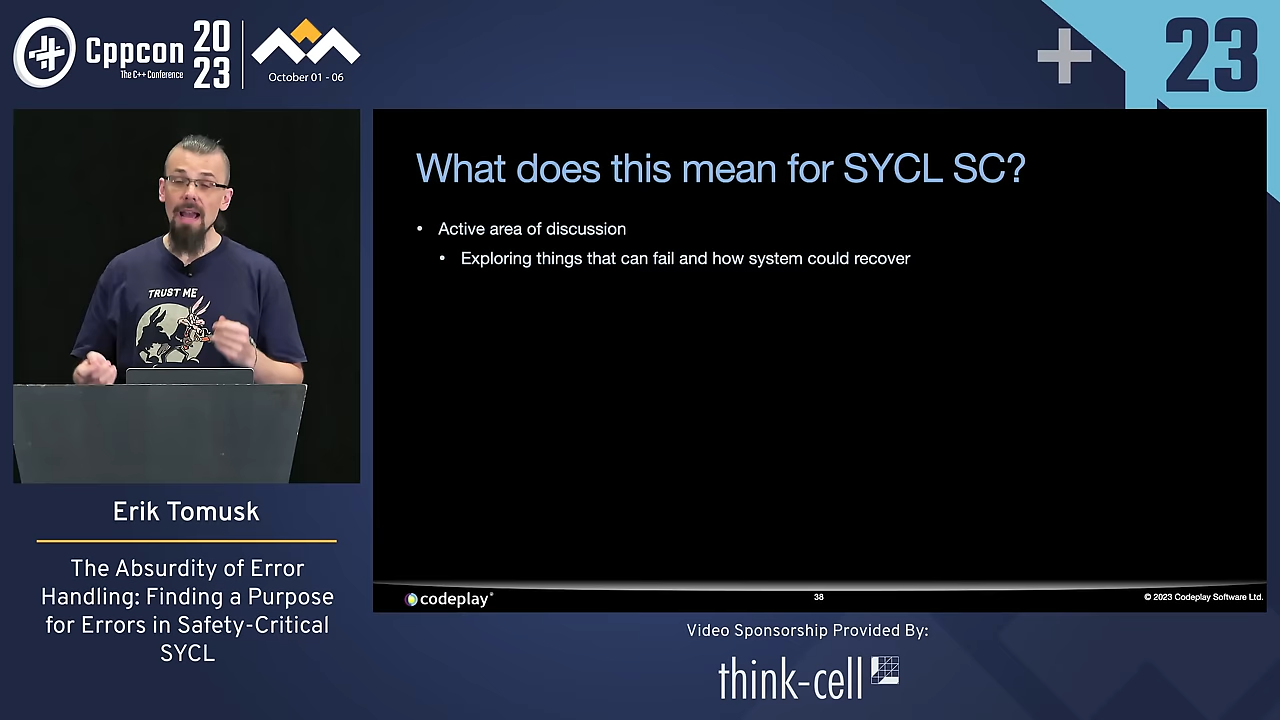 Cppcon
The C++ Conference
20
23
October 01 - 06
23
TRUST ME
What does this mean for SYCL SC?
• Active area of discussion
• Exploring things that can fail and how system could recover
codeplay®
38
© 2023 Codeplay Software Ltd.
Erik Tomusk
The Absurdity of Error
Handling: Finding a Purpose
for Errors in Safety-Critical
SYCL
Video Sponsorship Provided By:
think-cell